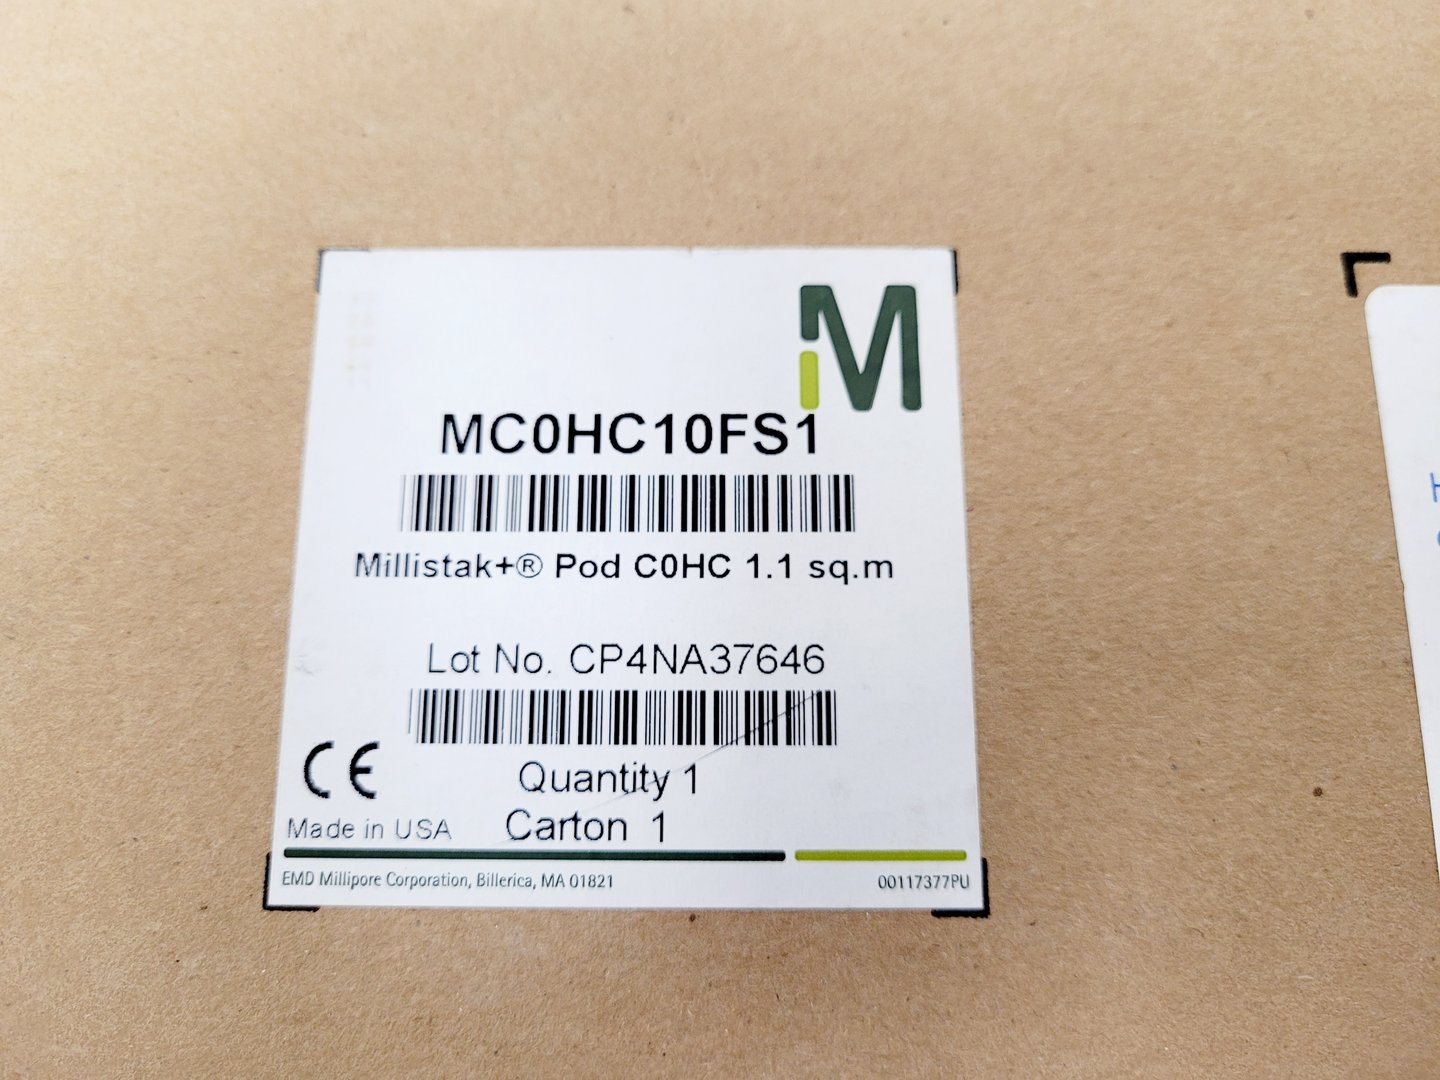 MC0HC10FS1
Millistak+® Pod C0HC 1.1 sq.m
Lot No. CP4NA37646
Quantity 1
Carton 1
CE
Made in USA
EMD Millipore Corporation, Billerica, MA 01821
00117377PU